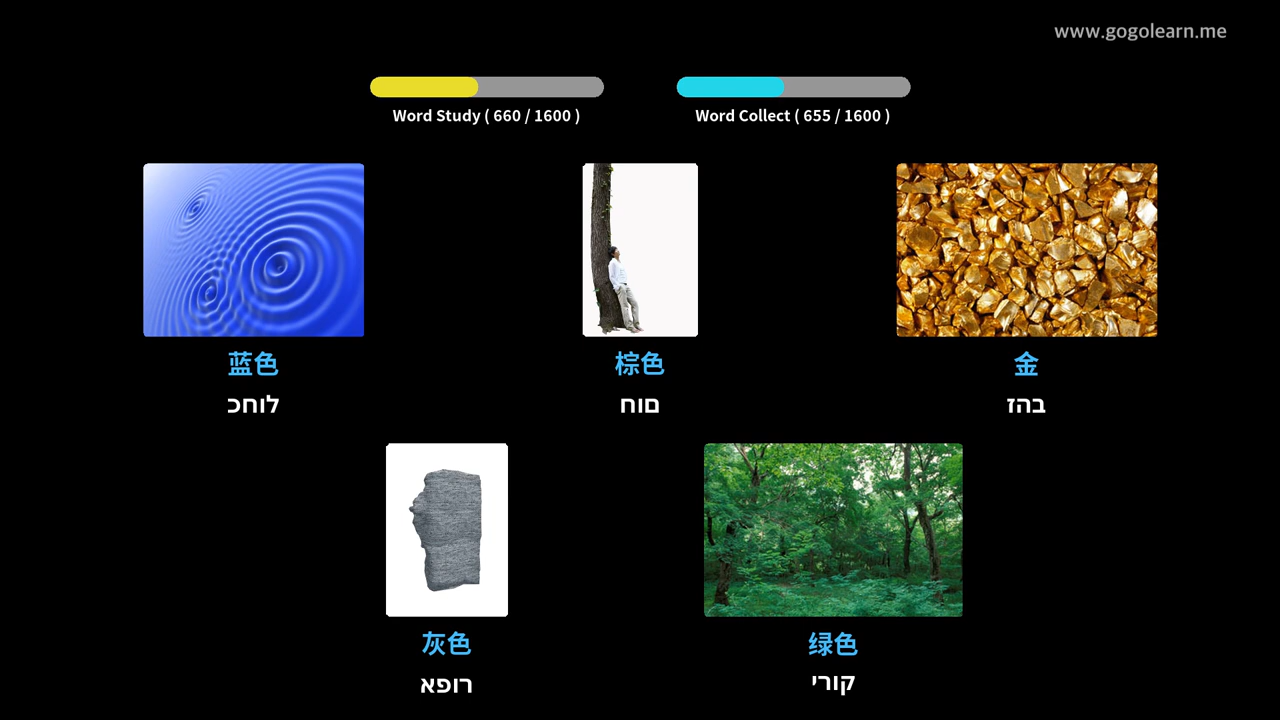 www.gogolearn.me
Word Study ( 660 / 1600 )
Word Collect ( 655 / 1600 )
蓝色
לוחכ
棕色
םוח
金
בהז
灰色
רופא
绿色
קורי